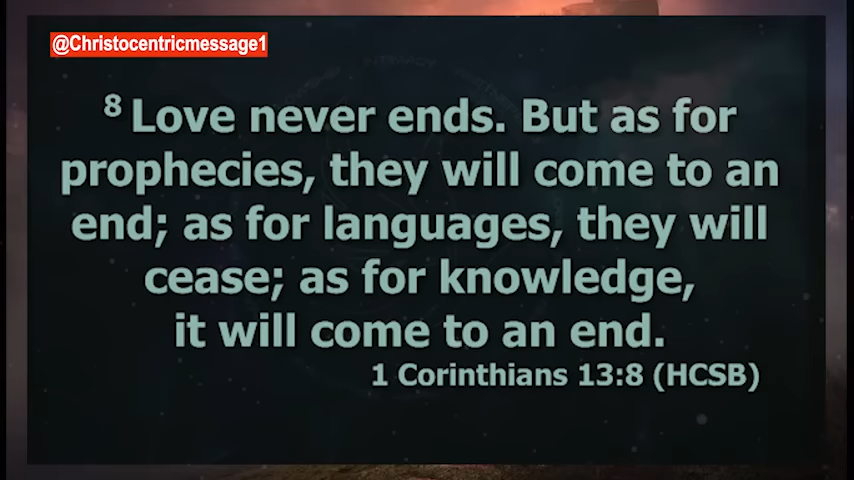 @Christocentricmessage1
8 Love never ends. But as for
prophecies, they will come to an
end; as for languages, they will
cease; as for knowledge,
it will come to an end.
1 Corinthians 13:8 (HCSB)